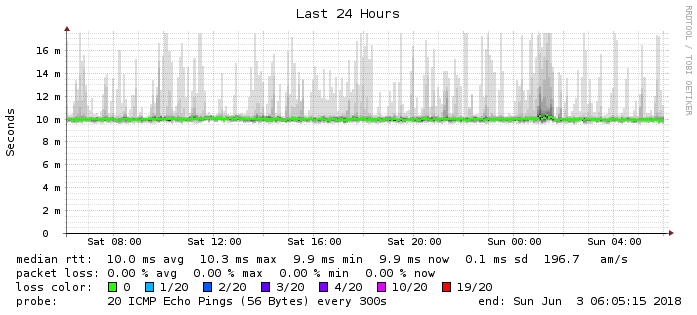 Last 24 Hours
RRDTOOL / TOBI OETIKER
Seconds
16 m
14 m
12 m
10 m
8 m
6 m
4 m
2 m
0
Sat 08:00 Sat 12:00 Sat 16:00 Sat 20:00 Sun 00:00 Sun 04:00
median rtt: 10.0 ms avg 10.3 ms max 9.9 ms min 9.9 ms now 0.1 ms sd 196.7 am/s
packet loss: 0.00 % avg 0.00 % max 0.00 % min 0.00 % now
loss color: 0 1/20 2/20 3/20 4/20 10/20 19/20
probe: 20 ICMP Echo Pings (56 Bytes) every 300s end: Sun Jun 3 06:05:15 2018